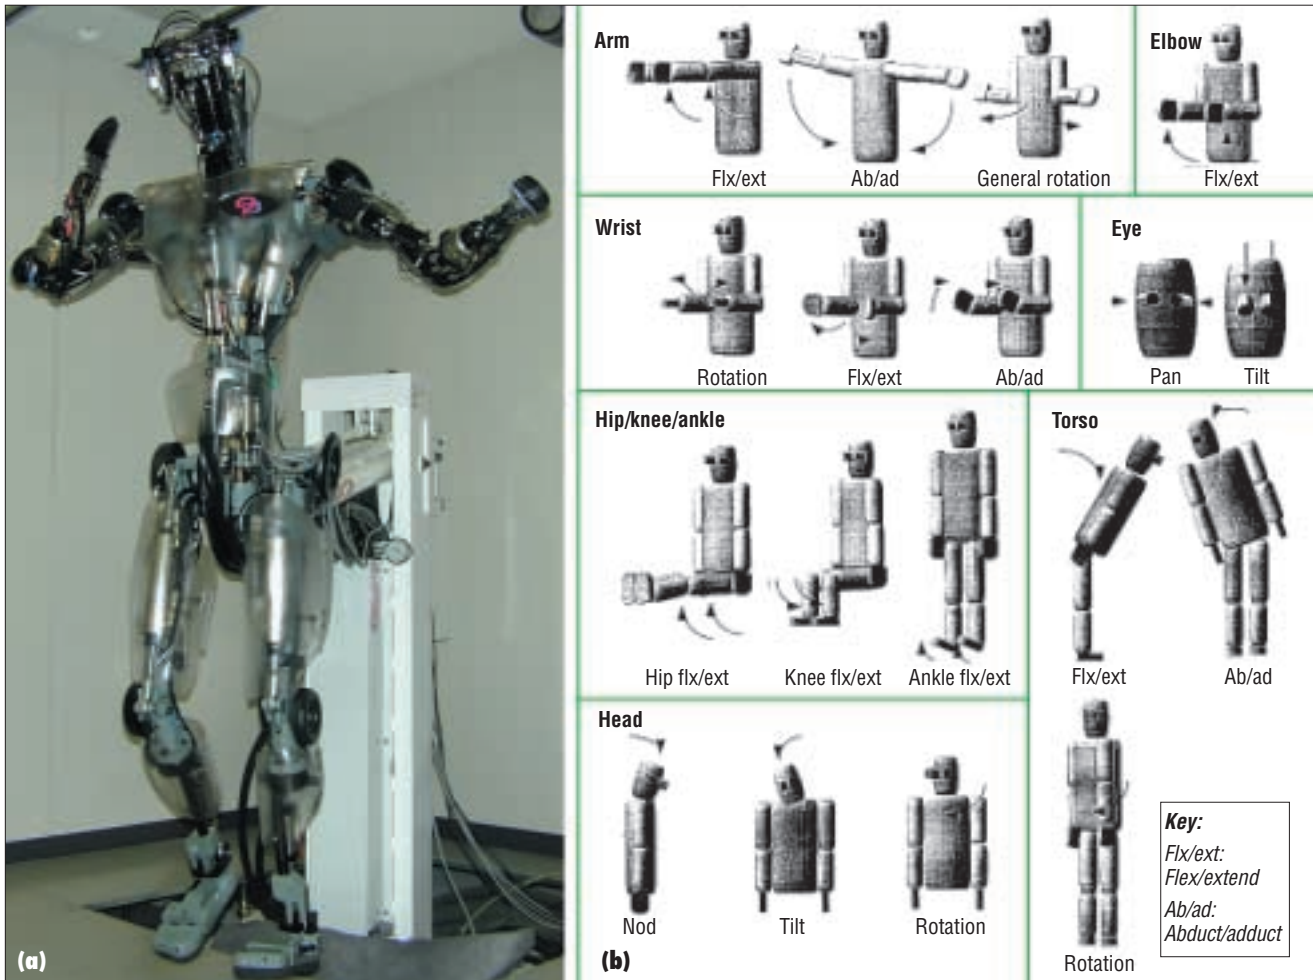 Arm
Flx/ext
Ab/ad
General rotation
Elbow
Flx/ext
Wrist
Rotation
Flx/ext
Ab/ad
Eye
Pan
Tilt
Hip/knee/ankle
Hip flx/ext
Knee flx/ext
Ankle flx/ext
Torso
Flx/ext
Ab/ad
Rotation
Head
Nod
Tilt
Rotation
Key:
Flx/ext:
Flex/extend
Ab/ad:
Abduct/adduct
(a)
(b)